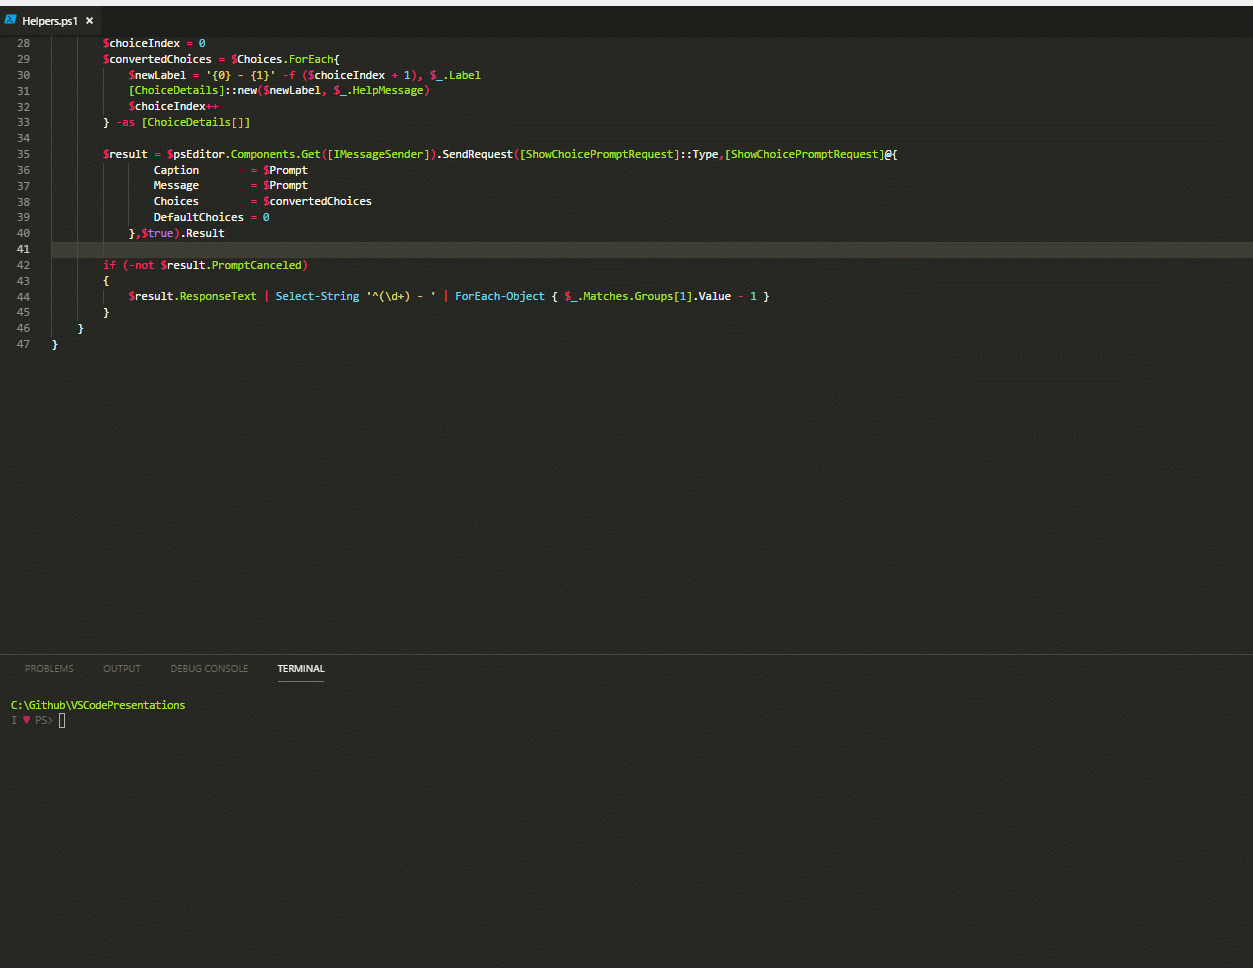 Helpers.ps1 ×
28 $choiceIndex = 0
29 $convertedChoices = $Choices.ForEach{
30 $newLabel = '{0} - {1}' -f ($choiceIndex + 1), $_.Label
31 [ChoiceDetails]::new($newLabel, $_.HelpMessage)
32 $choiceIndex++
33 } -as [ChoiceDetails[]]
34
35 $result = $psEditor.Components.Get([IMessageSender]).SendRequest([ShowChoicePromptRequest]::Type,[ShowChoicePromptRequest]@{
36 Caption = $Prompt
37 Message = $Prompt
38 Choices = $convertedChoices
39 DefaultChoices = 0
40 },$true).Result
41
42 if (-not $result.PromptCanceled)
43 {
44 $result.ResponseText | Select-String '^(\d+) - ' | ForEach-Object { $_.Matches.Groups[1].Value - 1 }
45 }
46 }
47 }
PROBLEMS OUTPUT DEBUG CONSOLE TERMINAL
C:\Github\VSCodePresentations
I ♥ PS>